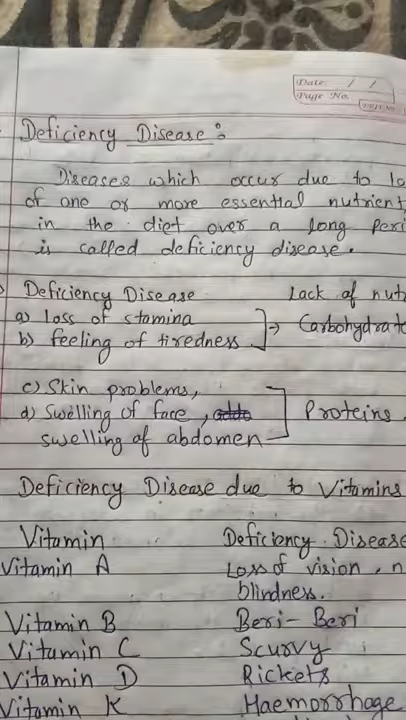 Date: / /
Page No.
Deficiency Disease :
Diseases which occur due to lo
of one or more essential nutrient
in the diet over a long peri
is called deficiency disease.
Deficiency Disease Lack of nut
a) Loss of stamina
b) feeling of tiredness. → Carbohydrate
c) Skin problems,
d) Swelling of face, Proteins.
swelling of abdomen
Deficiency Disease due to Vitamins
Vitamin Deficiency Disease
Vitamin A Loss of vision, n
blindness.
Vitamin B Beri-Beri
Vitamin C Scurvy
Vitamin D Rickets
Vitamin K Haemorrhage